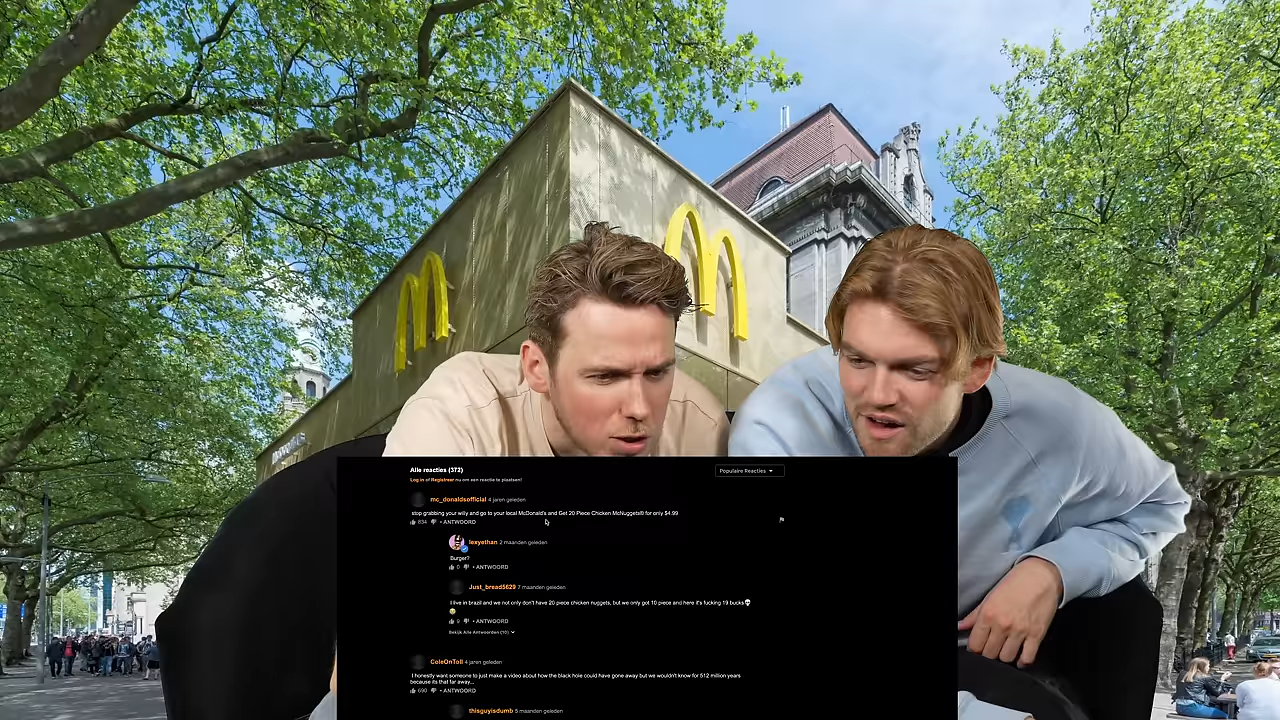 Alle reacties (372)
Populaire Reacties
Log in of Registreer nu om een reactie te plaatsen!
mc_donaldsofficial 4 jaren geleden
stop grabbing your willy and go to your local McDonald's and Get 20 Piece Chicken McNuggets® for only $4.99
834 • ANTWOORD
lexyethan 2 maanden geleden
Burger?
0 • ANTWOORD
Just_bread5629 7 maanden geleden
I live in brazil and we not only don't have 20 piece chicken nuggets, but we only got 10 piece and here it's fucking 19 bucks💀
😂
9 • ANTWOORD
Bekijk Alle Antwoorden (10)
ColeOnToll 4 jaren geleden
I honestly want someone to just make a video about how the black hole could have gone away but we wouldn't know for 512 million years
because its that far away...
690 • ANTWOORD
thisguyisdumb 5 maanden geleden